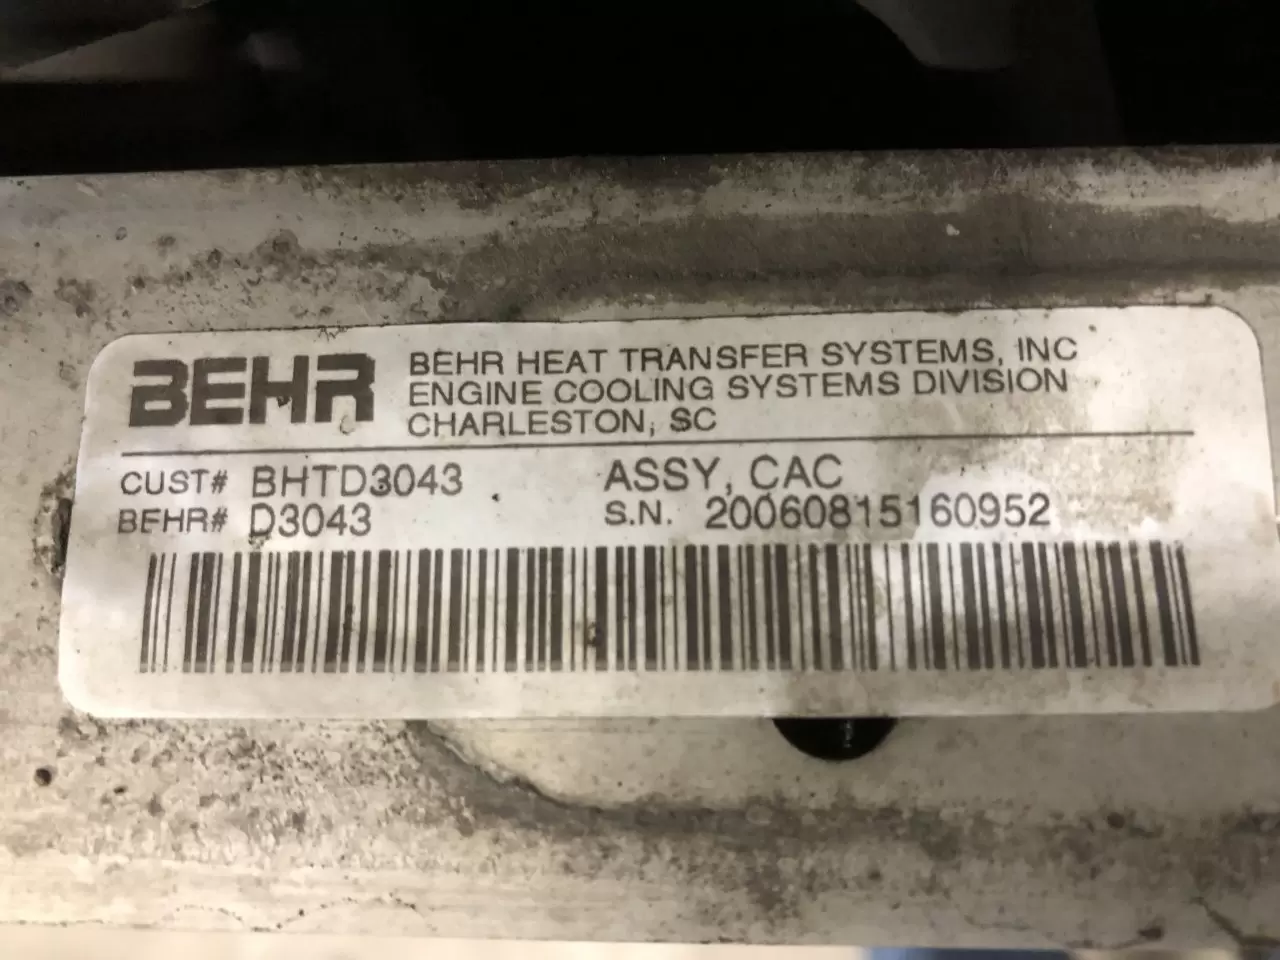 BEHR
BEHR HEAT TRANSFER SYSTEMS, INC
ENGINE COOLING SYSTEMS DIVISION
CHARLESTON, SC
CUST# BHTD3043 ASSY, CAC
BEHR# D3043 S.N. 20060815160952